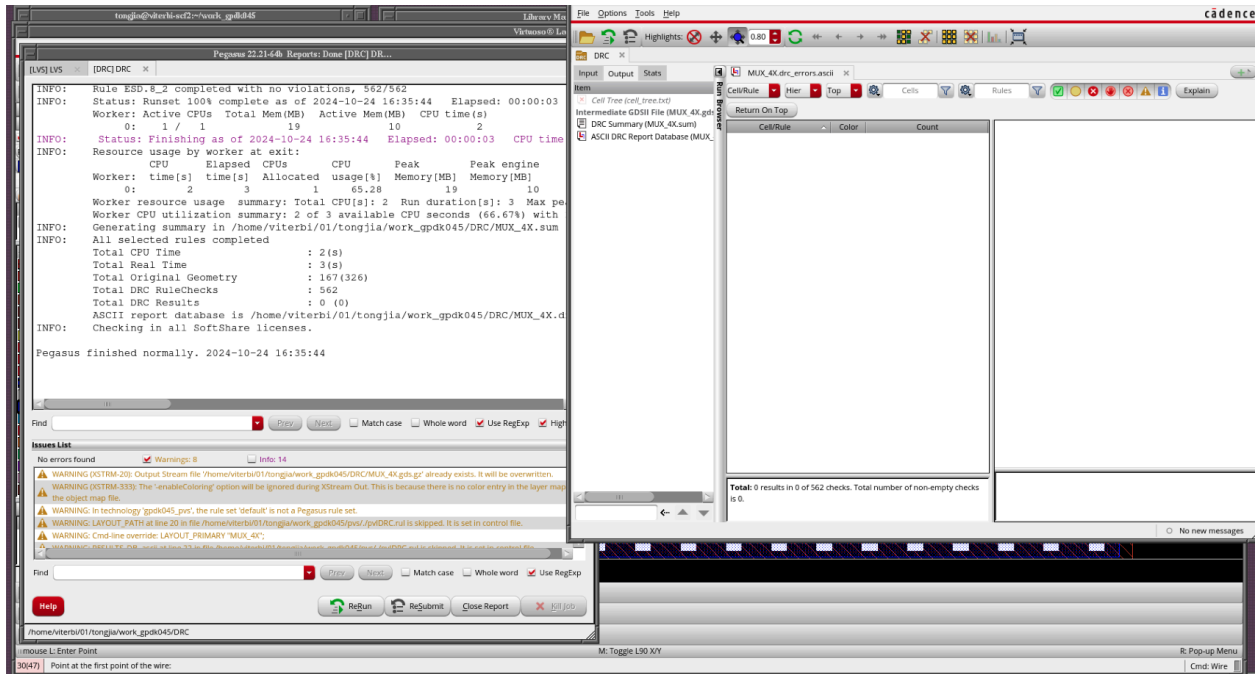 tongjia@viterbi-scf2:~/work_gpdk045
Library Mo
Virtuoso® La
Pegasus 22.21-64b Reports: Done [DRC] DR...
[LVS] LVS
[DRC] DRC
INFO: Rule ESD.8_2 completed with no violations, 562/562
INFO: Status: Runset 100% complete as of 2024-10-24 16:35:44 Elapsed: 00:00:03
Worker: Active CPUs Total Mem(MB) Active Mem(MB) CPU time(s)
0: 1 / 1 19 10 2
INFO: Status: Finishing as of 2024-10-24 16:35:44 Elapsed: 00:00:03 CPU time
INFO: Resource usage by worker at exit:
CPU Elapsed CPUs CPU Peak Peak engine
Worker: time[s] time[s] Allocated usage[%] Memory[MB] Memory[MB]
0: 2 3 1 65.28 19 10
Worker resource usage summary: Total CPU[s]: 2 Run duration[s]: 3 Max pe
Worker CPU utilization summary: 2 of 3 available CPU seconds (66.67%) with
INFO: Generating summary in /home/viterbi/01/tongjia/work_gpdk045/DRC/MUX_4X.sum
INFO: All selected rules completed
Total CPU Time : 2(s)
Total Real Time : 3(s)
Total Original Geometry : 167(326)
Total DRC RuleChecks : 562
Total DRC Results : 0 (0)
ASCII report database is /home/viterbi/01/tongjia/work_gpdk045/DRC/MUX_4X.d
INFO: Checking in all SoftShare licenses.
Pegasus finished normally. 2024-10-24 16:35:44
Find Prev Next Match case Whole word Use RegExp High
Issues List
No errors found Warnings: 8 Info: 14
WARNING (XSTRM-20): Output Stream file '/home/viterbi/01/tongjia/work_gpdk045/DRC/MUX_4X.gds.gz' already exists. It will be overwritten.
WARNING (XSTRM-333): The '-enableColoring' option will be ignored during XStream Out. This is because there is no color entry in the layer map
the object map file.
WARNING: In technology 'gpdk045_pvs', the rule set 'default' is not a Pegasus rule set.
WARNING: LAYOUT_PATH at line 20 in file /home/viterbi/01/tongjia/work_gpdk045/pvs/./pvlDRC.rul is skipped. It is set in control file.
WARNING: Cmd-line override: LAYOUT_PRIMARY "MUX_4X";
Find Prev Next Match case Whole word Use RegExp
Help ReRun ReSubmit Close Report Kill Job
/home/viterbi/01/tongjia/work_gpdk045/DRC
mouse L: Enter Point M: Toggle L90 X/Y R: Pop-up Menu
30(47) Point at the first point of the wire: Cmd: Wire
File Options Tools Help
cādence
Highlights: 0.80
DRC
Input Output Stats
Item
Cell Tree (cell_tree.txt)
Intermediate GDSII File (MUX_4X.gds
DRC Summary (MUX_4X.sum)
ASCII DRC Report Database (MUX_
Run Browser
MUX_4X.drc_errors.ascii
Cell/Rule Hier Top Cells Rules Explain
Return On Top
Cell/Rule Color Count
Total: 0 results in 0 of 562 checks. Total number of non-empty checks
is 0.
No new messages